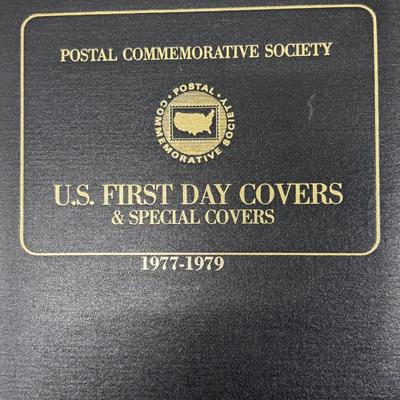 POSTAL COMMEMORATIVE SOCIETY
• POSTAL •
COMMEMORATIVE SOCIETY
U.S. FIRST DAY COVERS
& SPECIAL COVERS
1977-1979